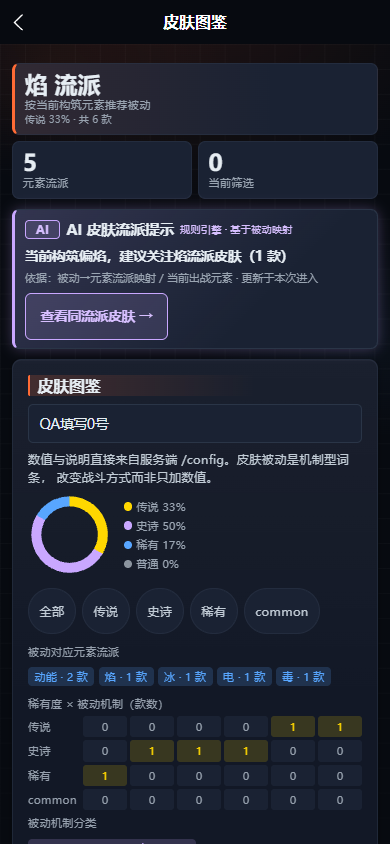 皮肤图鉴
焰 流派
按当前构筑元素推荐被动
传说 33% · 共 6 款
5
元素流派
0
当前筛选
AI
AI 皮肤流派提示 规则引擎 · 基于被动映射
当前构筑偏焰，建议关注焰流派皮肤（1 款）
依据：被动→元素流派映射 / 当前出战元素 · 更新于本次进入
查看同流派皮肤 →
皮肤图鉴
QA填写0号
数值与说明直接来自服务端 /config。皮肤被动是机制型词
条， 改变战斗方式而非只加数值。
传说 33%
史诗 50%
稀有 17%
普通 0%
全部 传说 史诗 稀有 common
被动对应元素流派
动能 · 2 款 焰 · 1 款 冰 · 1 款 电 · 1 款 毒 · 1 款
稀有度 × 被动机制（款数）
传说 0 0 0 0 1 1
史诗 0 1 1 1 0 0
稀有 1 0 0 0 0 0
common 0 0 0 0 0 0
被动机制分类